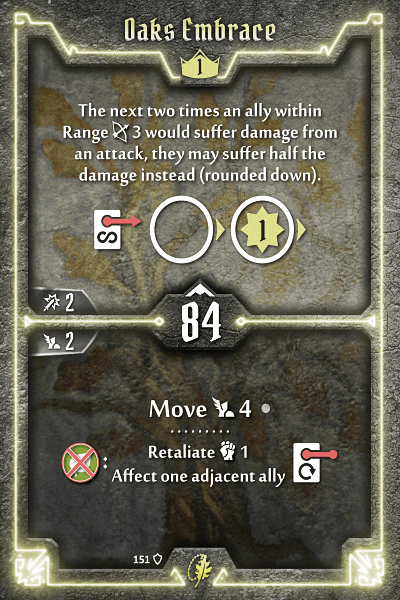 Oaks Embrace
1
The next two times an ally within
Range 3 would suffer damage from
an attack, they may suffer half the
damage instead (rounded down).
1
2
84
2
Move 4
: Retaliate 1
Affect one adjacent ally
151